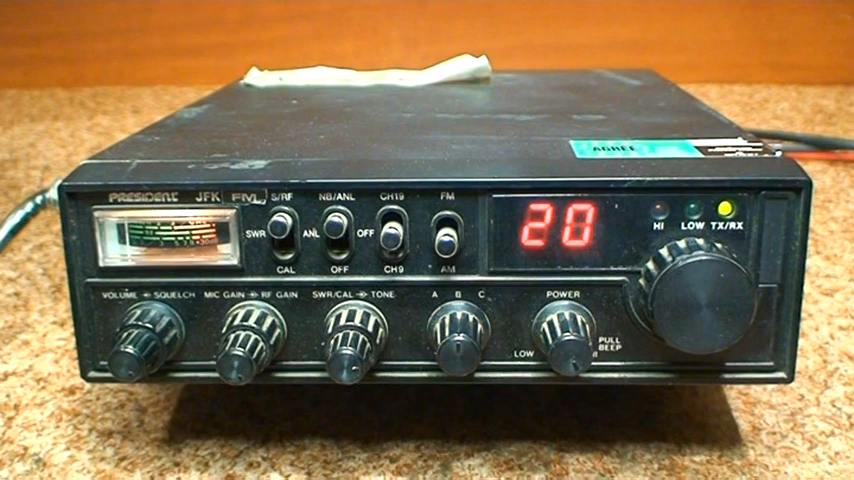 AGREE
PRESIDENT JFK FM
S/RF NB/ANL CH19 FM
SWR ANL OFF
CAL OFF CH9 AM
20
HI LOW TX/RX
VOLUME SQUELCH MIC GAIN RF GAIN SWR/CAL TONE A B C POWER
LOW HI
PULL
BEEP